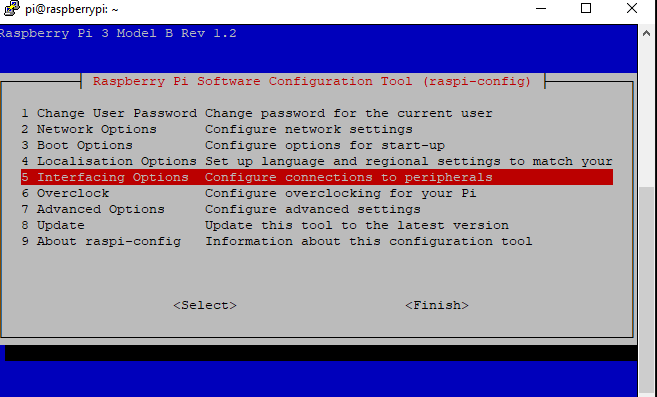 pi@raspberrypi: ~
Raspberry Pi 3 Model B Rev 1.2
Raspberry Pi Software Configuration Tool (raspi-config)
1 Change User Password Change password for the current user
2 Network Options Configure network settings
3 Boot Options Configure options for start-up
4 Localisation Options Set up language and regional settings to match your
5 Interfacing Options Configure connections to peripherals
6 Overclock Configure overclocking for your Pi
7 Advanced Options Configure advanced settings
8 Update Update this tool to the latest version
9 About raspi-config Information about this configuration tool
<Select> <Finish>